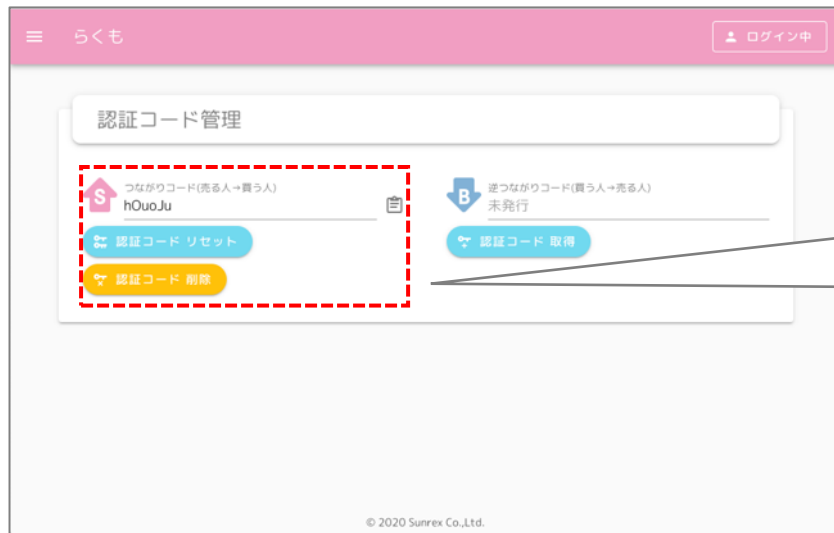 らくも
ログイン中
認証コード管理
S
つながりコード(売る人→買う人)
hOuoJu
認証コード リセット
認証コード 削除
B
逆つながりコード(買う人→売る人)
未発行
認証コード 取得
© 2020 Sunrex Co.,Ltd.